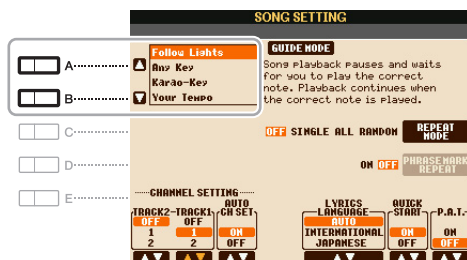 SONG SETTING
Follow Lights
Any Key
Karao-Key
Your Tempo
A
B
C
D
E
GUIDE MODE
Song playback pauses and waits
for you to play the correct
note. Playback continues when
the correct note is played.
OFF SINGLE ALL RANDOM
REPEAT
MODE
ON OFF
PHRASE MARK
REPEAT
CHANNEL SETTING
TRACK2 TRACK1 AUTO CH SET
OFF OFF
1 1 ON
2 2 OFF
LYRICS LANGUAGE
AUTO
INTERNATIONAL
JAPANESE
QUICK START
ON
OFF
P.A.T.
ON
OFF